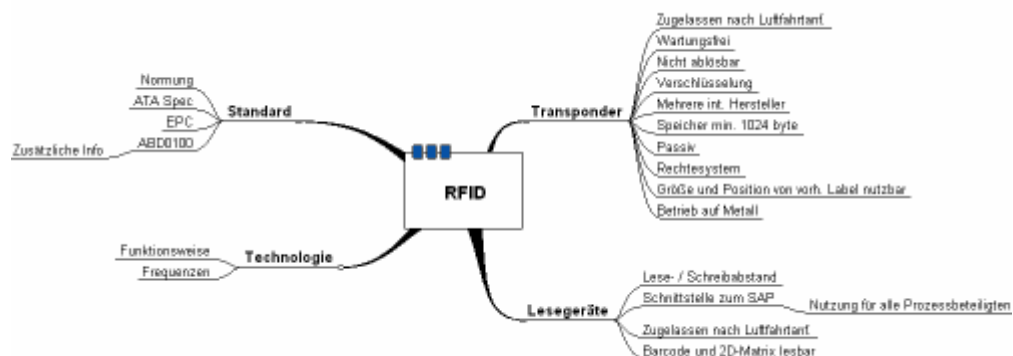 RFID
Standard
Normung
ATA Spec
EPC
ABD0100
Zusätzliche Info
Technologie
Funktionsweise
Frequenzen
Transponder
Zugelassen nach Luftfahrtanf.
Wartungsfrei
Nicht ablösbar
Verschlüsselung
Mehrere int. Hersteller
Speicher min. 1024 byte
Passiv
Rechtesystem
Größe und Position von vorh. Label nutzbar
Betrieb auf Metall
Lesegeräte
Lese- / Schreibabstand
Schnittstelle zum SAP
Nutzung für alle Prozessbeteiligten
Zugelassen nach Luftfahrtanf.
Barcode und 2D-Matrix lesbar